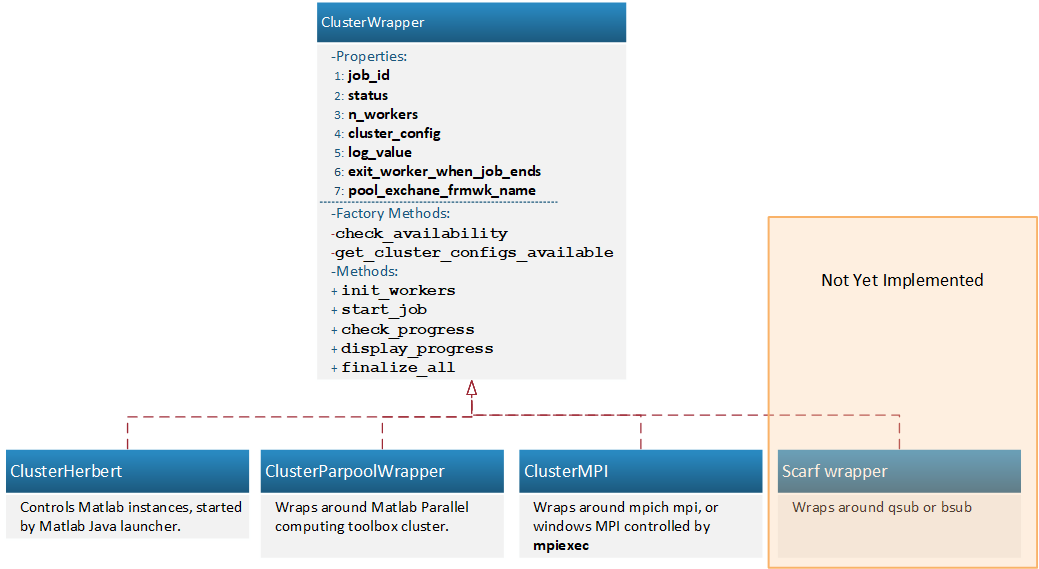 ClusterWrapper
-Properties:
1: job_id
2: status
3: n_workers
4: cluster_config
5: log_value
6: exit_worker_when_job_ends
7: pool_exchane_frmwk_name
-Factory Methods:
-check_availability
-get_cluster_configs_available
-Methods:
+ init_workers
+ start_job
+ check_progress
+ display_progress
+ finalize_all
Not Yet Implemented
ClusterHerbert
Controls Matlab instances, started
by Matlab Java launcher.
ClusterParpoolWrapper
Wraps around Matlab Parallel
computing toolbox cluster.
ClusterMPI
Wraps around mpich mpi, or
windows MPI controlled by
mpiexec
Scarf wrapper
Wraps around qsub or bsub